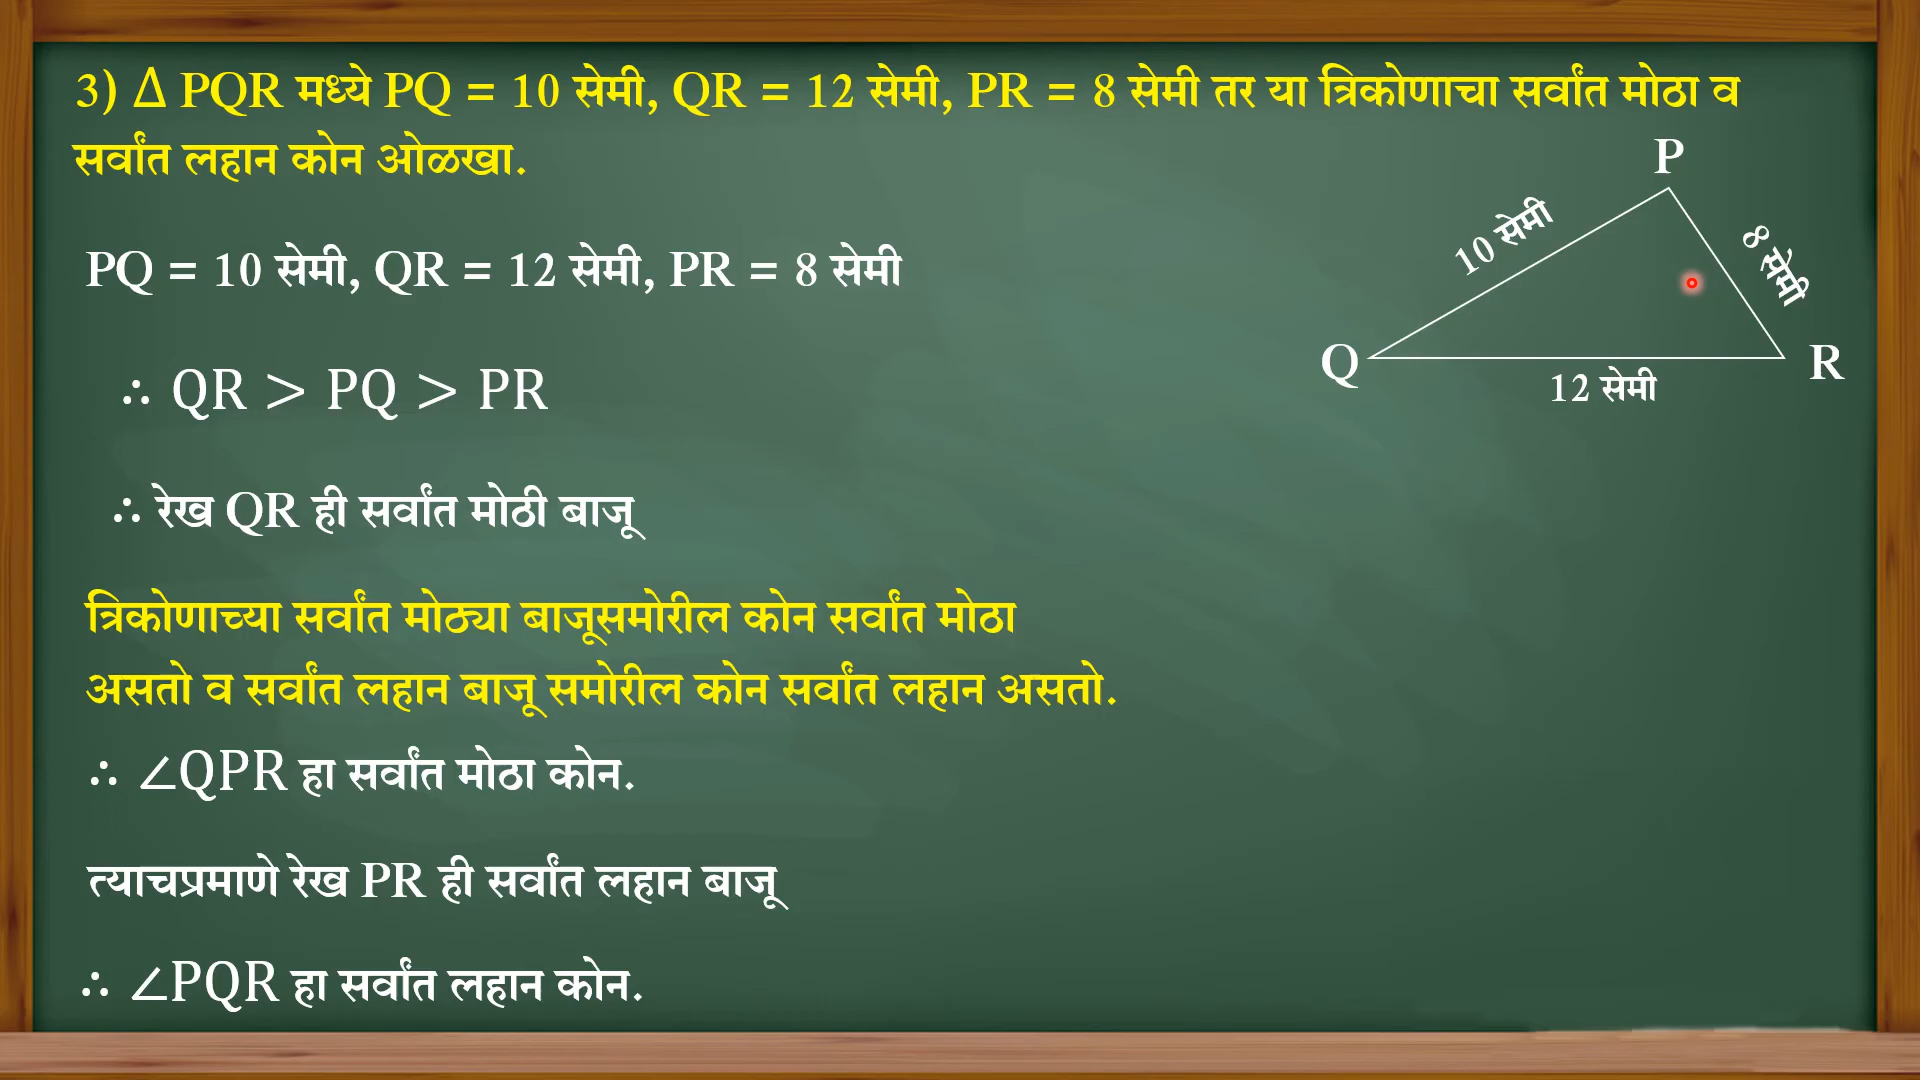 3) Δ PQR मध्ये PQ = 10 सेमी, QR = 12 सेमी, PR = 8 सेमी तर या त्रिकोणाचा सर्वांत मोठा व
सर्वांत लहान कोन ओळखा.
P
10 सेमी
8 सेमी
Q
R
12 सेमी
PQ = 10 सेमी, QR = 12 सेमी, PR = 8 सेमी
∴ QR > PQ > PR
∴ रेख QR ही सर्वांत मोठी बाजू
त्रिकोणाच्या सर्वांत मोठ्या बाजूसमोरील कोन सर्वांत मोठा
असतो व सर्वांत लहान बाजू समोरील कोन सर्वांत लहान असतो.
∴ ∠QPR हा सर्वांत मोठा कोन.
त्याचप्रमाणे रेख PR ही सर्वांत लहान बाजू
∴ ∠PQR हा सर्वांत लहान कोन.